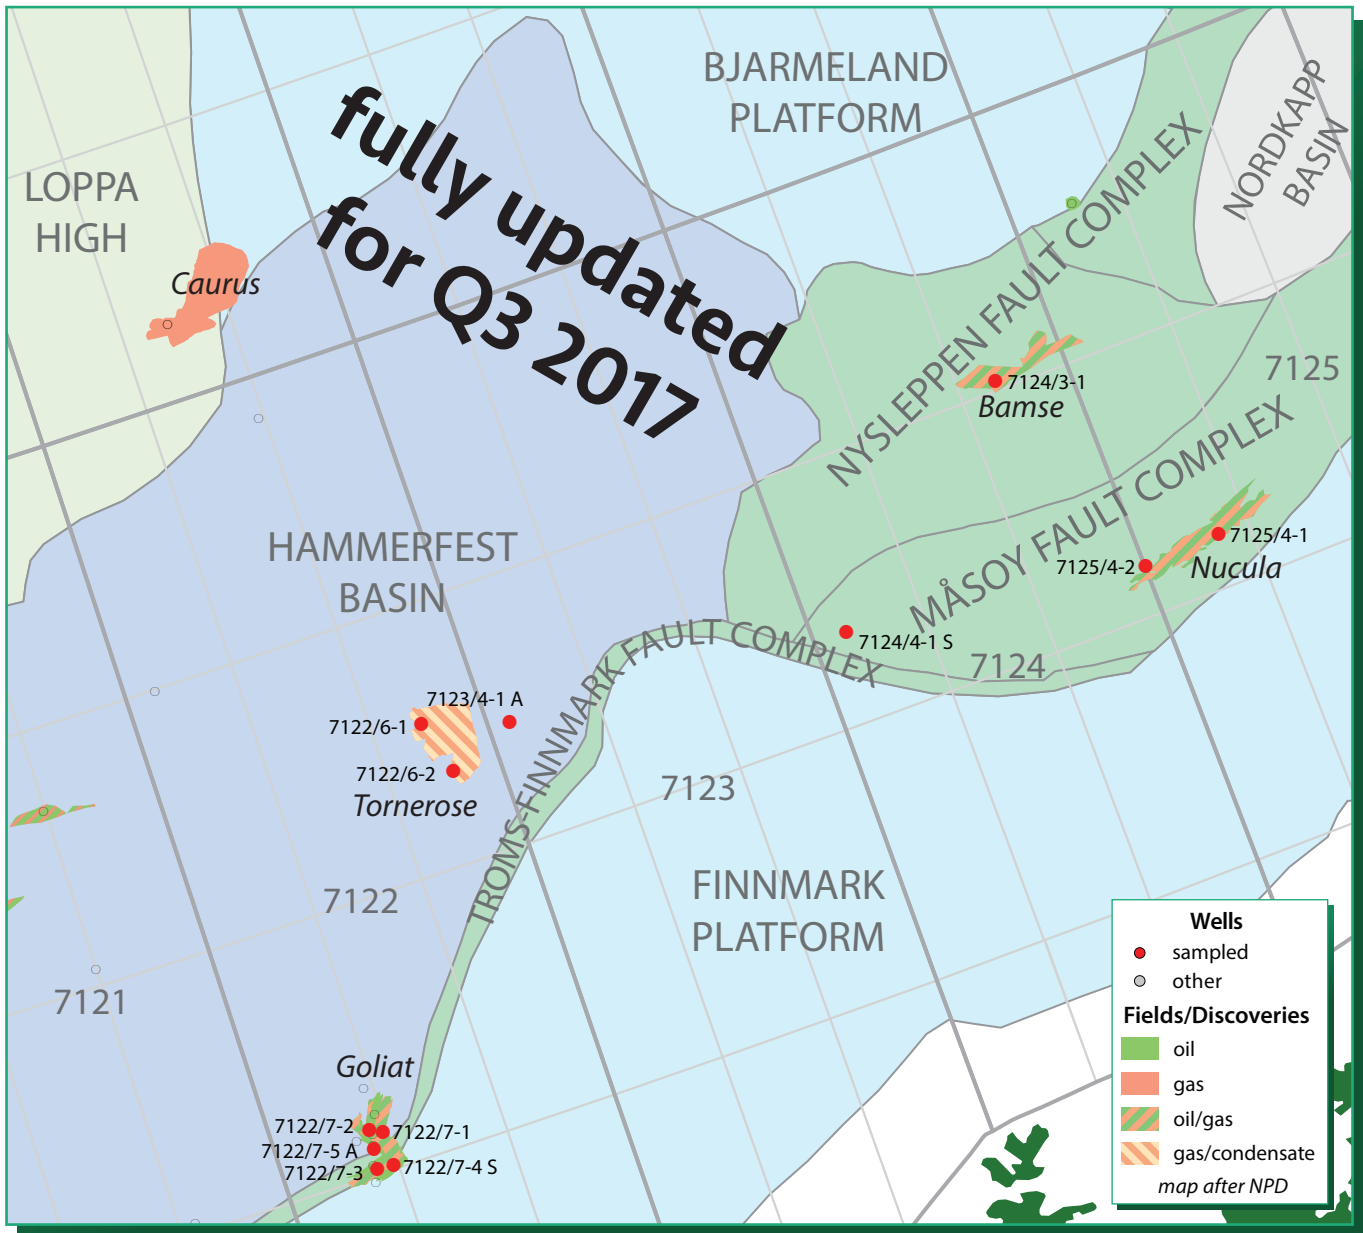 BJARMELAND
PLATFORM
NORDKAPP
BASIN
LOPPA
HIGH
fully updated
for Q3 2017
Caurus
NYSLEPPEN FAULT COMPLEX
7125
7124/3-1
Bamse
MÅSOY FAULT COMPLEX
7125/4-1
7125/4-2
Nucula
HAMMERFEST
BASIN
7124/4-1 S
7124
TROMS-FINNMARK FAULT COMPLEX
7123/4-1 A
7122/6-1
7122/6-2
Tornerose
7123
7122
FINNMARK
PLATFORM
7121
Goliat
7122/7-2
7122/7-1
7122/7-5 A
7122/7-3
7122/7-4 S
Wells
sampled
other
Fields/Discoveries
oil
gas
oil/gas
gas/condensate
map after NPD